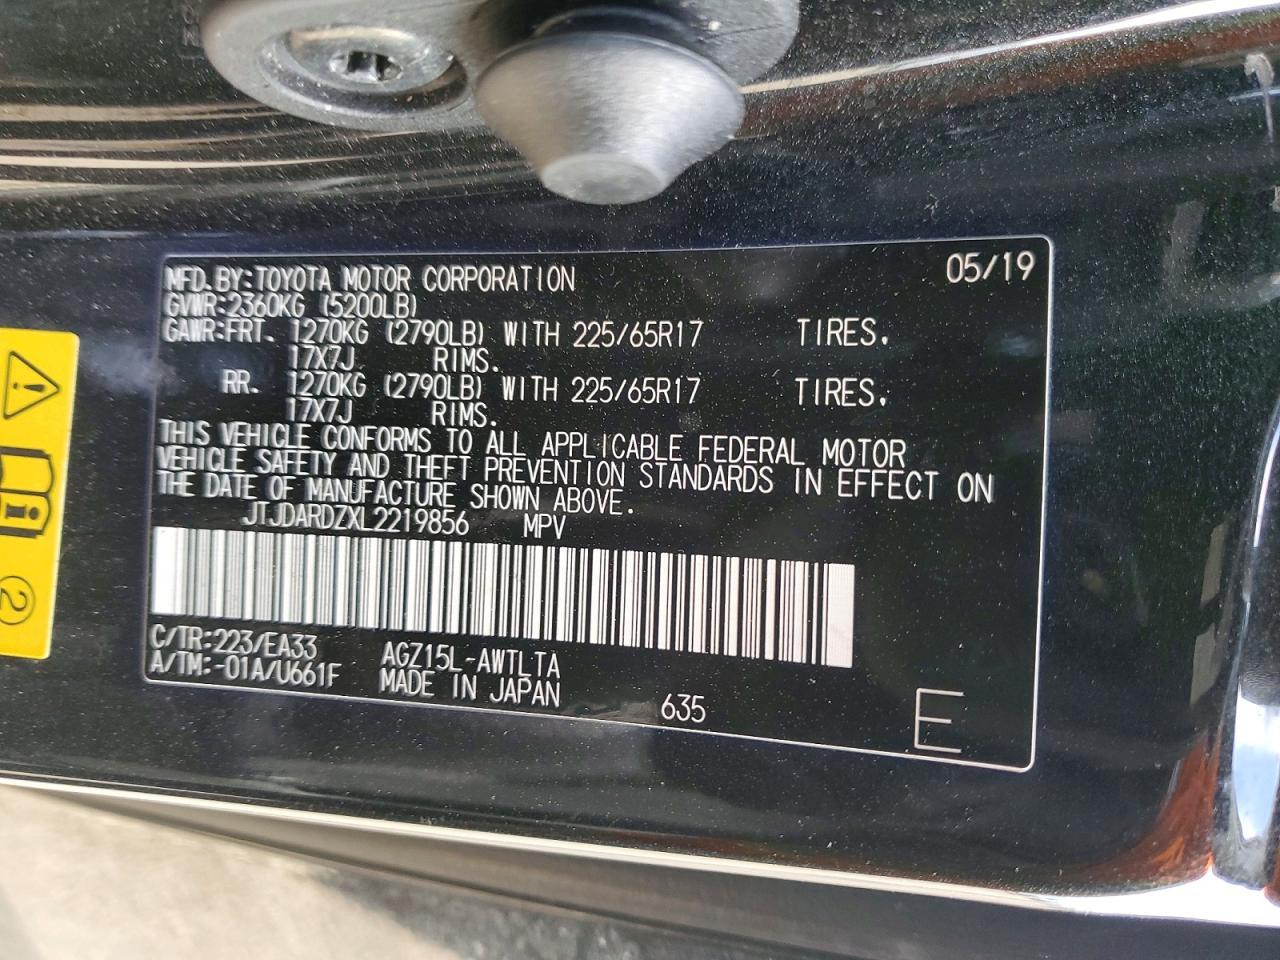 MFD.BY:TOYOTA MOTOR CORPORATION 05/19
GVWR:2360KG (5200LB)
GAWR:FRT. 1270KG (2790LB) WITH 225/65R17 TIRES,
17X7J RIMS.
RR. 1270KG (2790LB) WITH 225/65R17 TIRES,
17X7J RIMS.
THIS VEHICLE CONFORMS TO ALL APPLICABLE FEDERAL MOTOR
VEHICLE SAFETY AND THEFT PREVENTION STANDARDS IN EFFECT ON
THE DATE OF MANUFACTURE SHOWN ABOVE.
JTJDARDZXL2219856 MPV
C/TR:223/EA33 AGZ15L-AWTLTA
A/TM:-01A/U661F MADE IN JAPAN 635 E
2